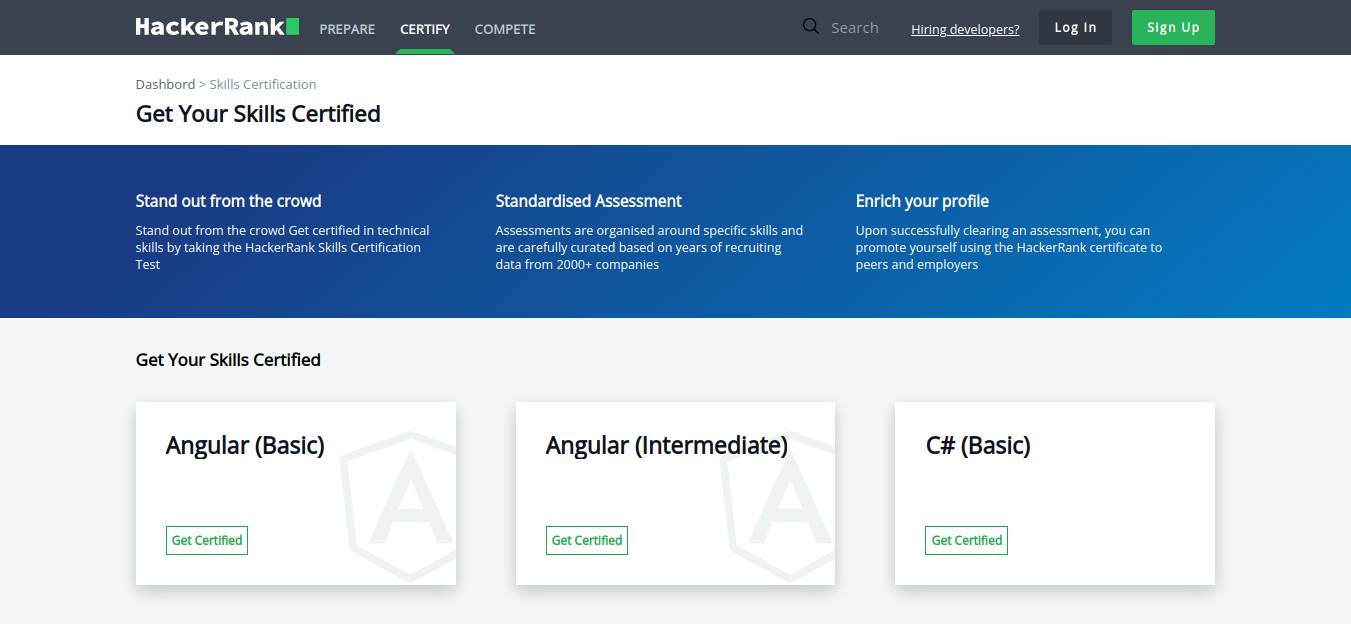 HackerRank PREPARE CERTIFY COMPETE Search Hiring developers? Log In Sign Up
Dashbord > Skills Certification
Get Your Skills Certified
Stand out from the crowd
Stand out from the crowd Get certified in technical
skills by taking the HackerRank Skills Certification
Test
Standardised Assessment
Assessments are organised around specific skills and
are carefully curated based on years of recruiting
data from 2000+ companies
Enrich your profile
Upon successfully clearing an assessment, you can
promote yourself using the HackerRank certificate to
peers and employers
Get Your Skills Certified
Angular (Basic)
Get Certified
Angular (Intermediate)
Get Certified
C# (Basic)
Get Certified